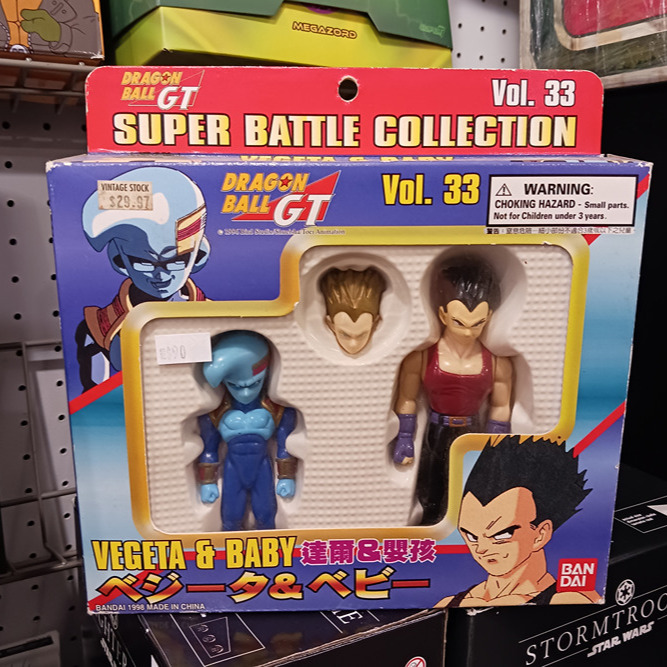 MEGAZORD
DRAGON
BALL GT
Vol. 33
SUPER BATTLE COLLECTION
VINTAGE STOCK
$29.97
DRAGON
BALL GT
Vol. 33
WARNING:
CHOKING HAZARD - Small parts.
Not for Children under 3 years.
VEGETA & BABY 達爾&嬰孩
ベジータ&ベビー
BANDAI 1998 MADE IN CHINA
BAN
DAI
STORMTROO
STAR WARS